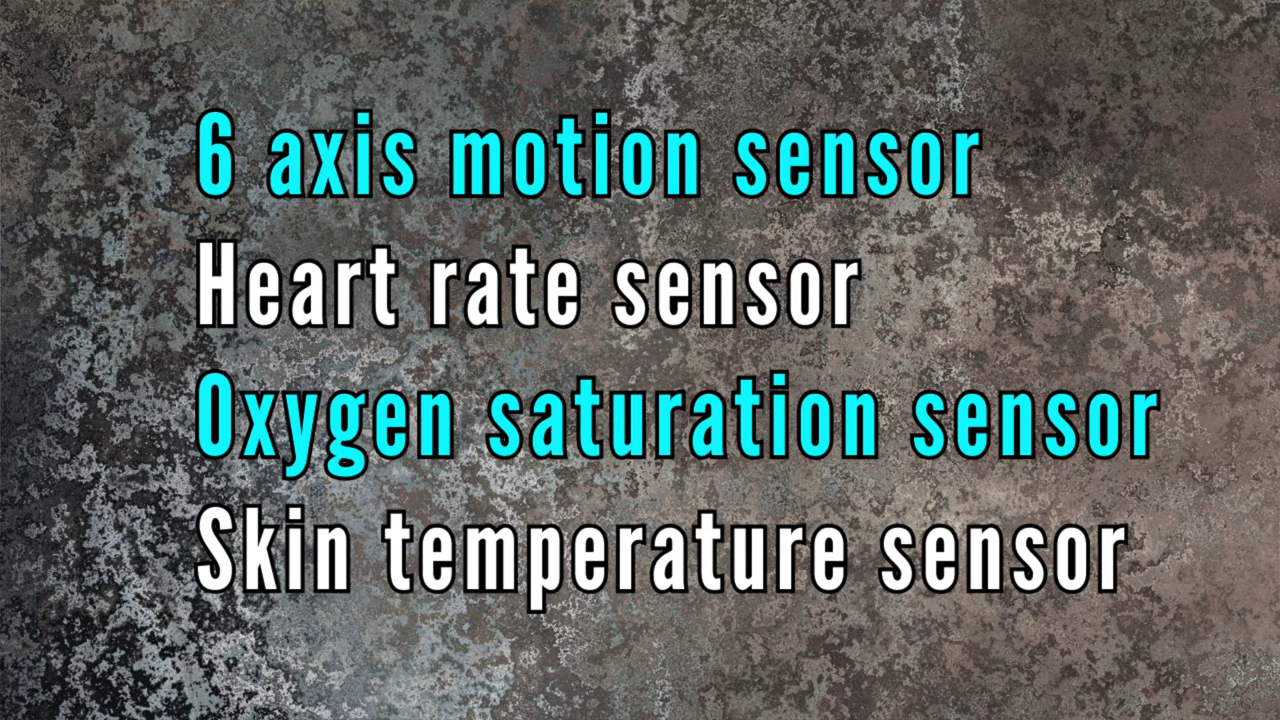 6 axis motion sensor
Heart rate sensor
Oxygen saturation sensor
Skin temperature sensor